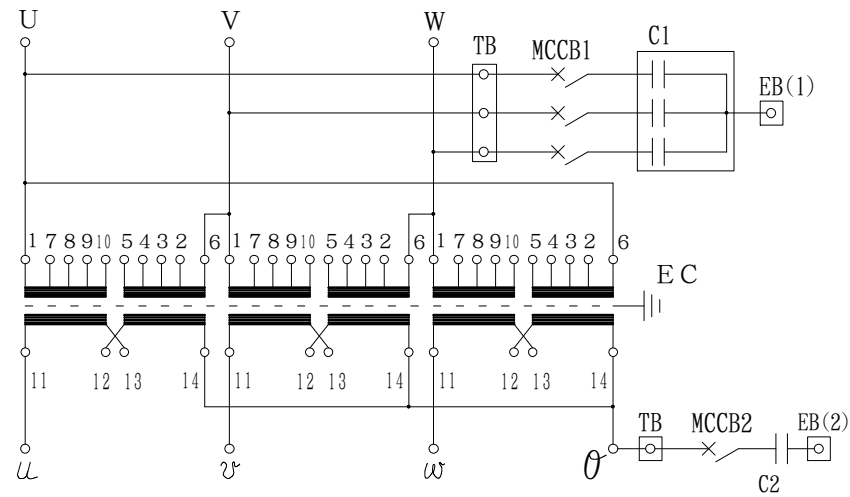 U V W
TB MCCB1 C1
EB(1)
1 7 8 9 10 5 4 3 2 6 1 7 8 9 10 5 4 3 2 6 1 7 8 9 10 5 4 3 2 6
E C
11 12 13 14 11 12 13 14 11 12 13 14
TB MCCB2 EB(2)
u v w O
C2